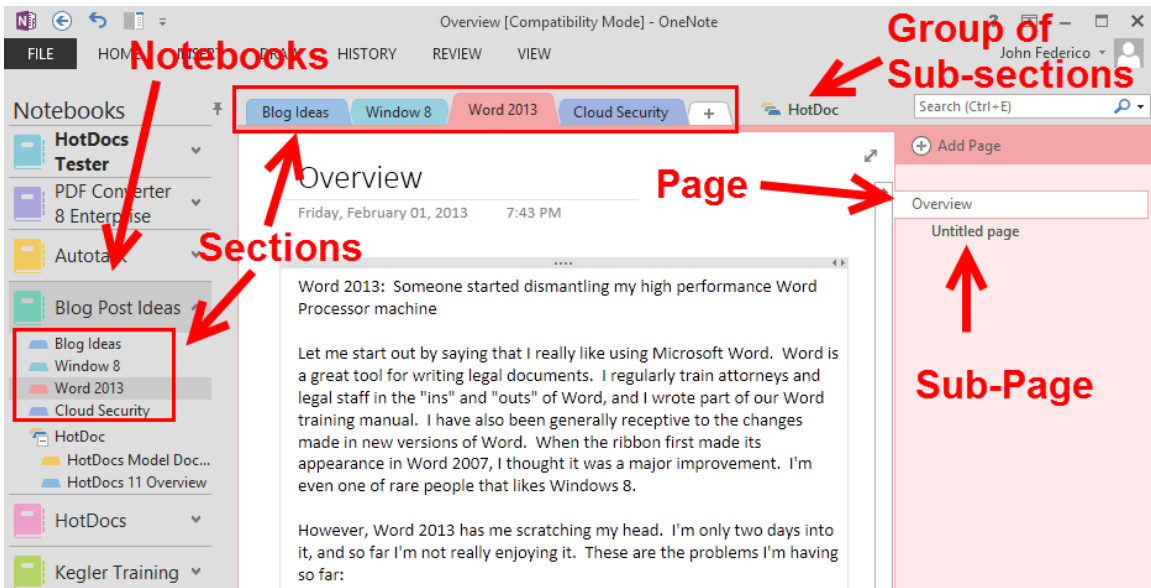 Overview [Compatibility Mode] - OneNote
FILE HOME INSERT DRAW HISTORY REVIEW VIEW
John Federico
Notebooks
Group of
Sub-sections
Notebooks
Blog Ideas Window 8 Word 2013 Cloud Security +
HotDoc
Search (Ctrl+E)
HotDocs
Tester
PDF Converter
8 Enterprise
Autotask
Blog Post Ideas
Blog Ideas
Window 8
Word 2013
Cloud Security
HotDoc
HotDocs Model Doc...
HotDocs 11 Overview
HotDocs
Kegler Training
Sections
Overview
Friday, February 01, 2013 7:43 PM
Word 2013: Someone started dismantling my high performance Word
Processor machine
Let me start out by saying that I really like using Microsoft Word. Word is
a great tool for writing legal documents. I regularly train attorneys and
legal staff in the "ins" and "outs" of Word, and I wrote part of our Word
training manual. I have also been generally receptive to the changes
made in new versions of Word. When the ribbon first made its
appearance in Word 2007, I thought it was a major improvement. I'm
even one of rare people that likes Windows 8.
However, Word 2013 has me scratching my head. I'm only two days into
it, and so far I'm not really enjoying it. These are the problems I'm having
so far:
Add Page
Page
Overview
Untitled page
Sub-Page